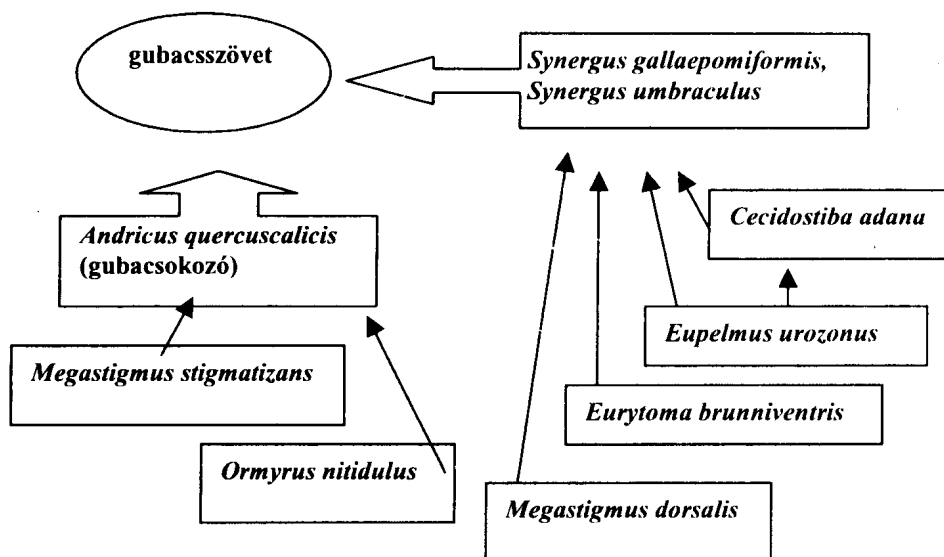 gubacsszövet
Synergus gallaepomiformis,
Synergus umbraculus
Cecidostiba adana
Andricus quercuscalicis
(gubacsokozó)
Eupelmus urozonus
Megastigmus stigmatizans
Eurytoma brunniventris
Ormyrus nitidulus
Megastigmus dorsalis